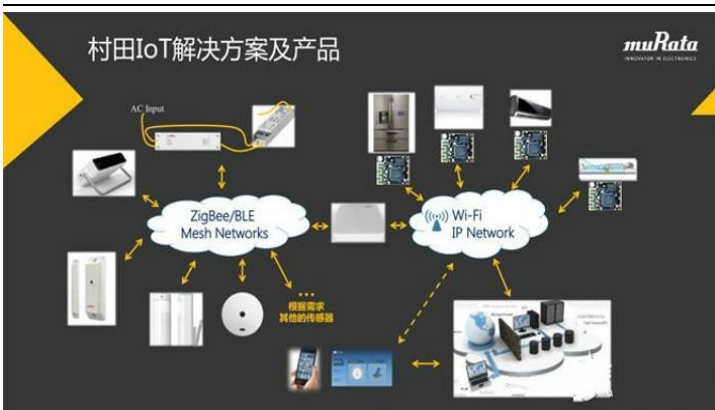 村田IoT解决方案及产品
muRata
INNOVATOR IN ELECTRONICS
AC Input
ZigBee/BLE
Mesh Networks
Wi-Fi
IP Network
根据需求
其他的传感器